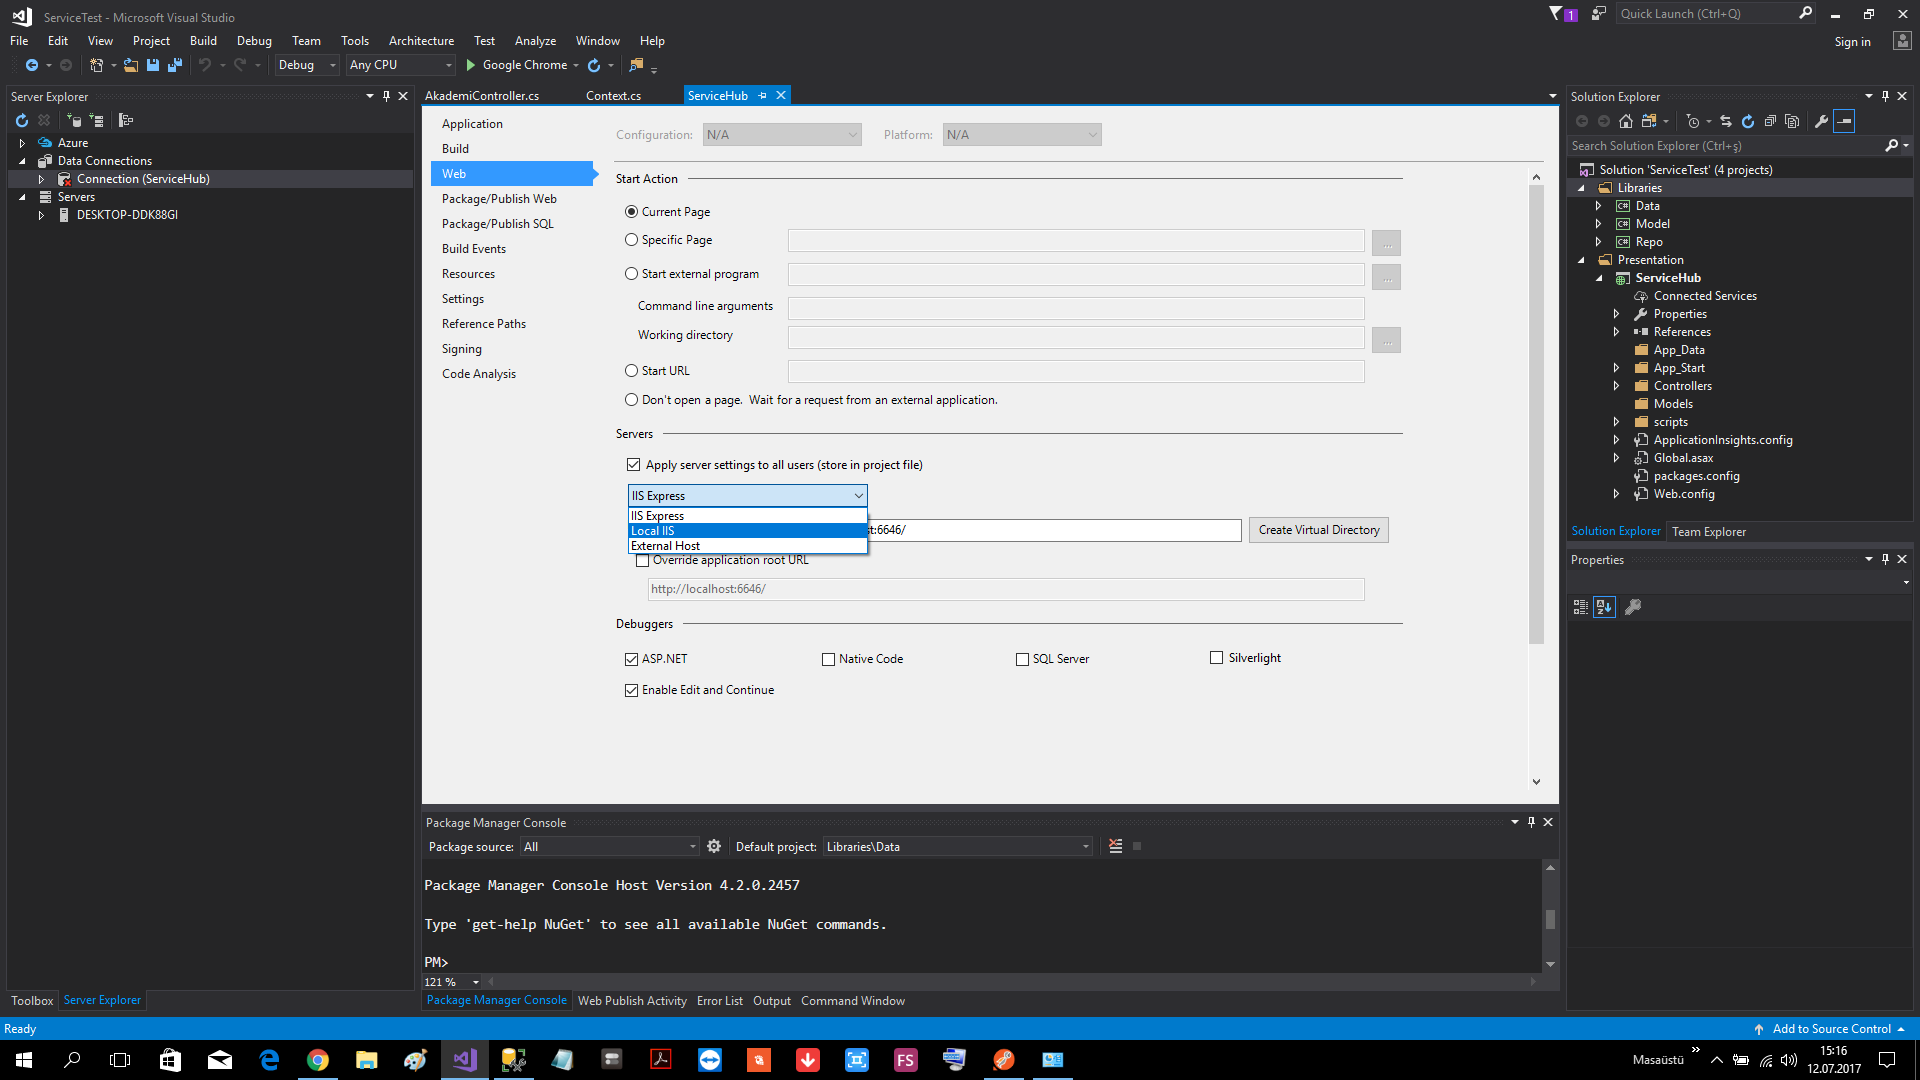 ServiceTest - Microsoft Visual Studio
1
Quick Launch (Ctrl+Q)
File Edit View Project Build Debug Team Tools Architecture Test Analyze Window Help
Sign in
Debug Any CPU Google Chrome
Server Explorer
Azure
Data Connections
Connection (ServiceHub)
Servers
DESKTOP-DDK88GI
Toolbox Server Explorer
AkademiController.cs Context.cs ServiceHub
Application
Build
Web
Package/Publish Web
Package/Publish SQL
Build Events
Resources
Settings
Reference Paths
Signing
Code Analysis
Configuration: N/A Platform: N/A
Start Action
Current Page
Specific Page
...
Start external program
...
Command line arguments
Working directory
...
Start URL
Don't open a page. Wait for a request from an external application.
Servers
Apply server settings to all users (store in project file)
IIS Express
IIS Express
Local IIS
External Host
t:6646/
Create Virtual Directory
Override application root URL
http://localhost:6646/
Debuggers
ASP.NET Native Code SQL Server Silverlight
Enable Edit and Continue
Package Manager Console
Package source: All Default project: Libraries\Data
Package Manager Console Host Version 4.2.0.2457
Type 'get-help NuGet' to see all available NuGet commands.
PM>
121 %
Package Manager Console Web Publish Activity Error List Output Command Window
Solution Explorer
Search Solution Explorer (Ctrl+ş)
Solution 'ServiceTest' (4 projects)
Libraries
C# Data
C# Model
C# Repo
Presentation
ServiceHub
Connected Services
Properties
References
App_Data
App_Start
Controllers
Models
scripts
ApplicationInsights.config
Global.asax
packages.config
Web.config
Solution Explorer Team Explorer
Properties
Ready
Add to Source Control
FS
Masaüstü
15:16
12.07.2017